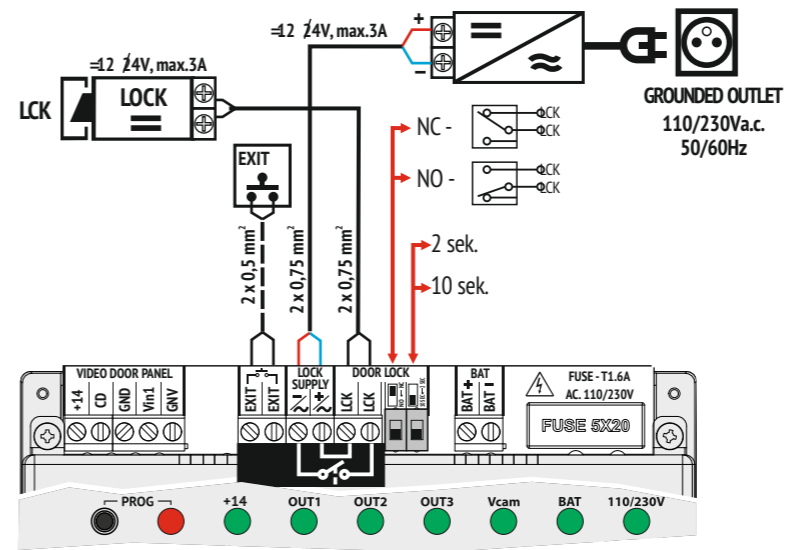 =12 ⁄24V, max.3A
+
–
GROUNDED OUTLET
110/230Va.c.
50/60Hz
=12 ⁄24V, max.3A
LCK
LOCK
NC -
LCK
LCK
NO -
LCK
LCK
EXIT
2 sek.
10 sek.
2 x 0,5 mm²
2 x 0,75 mm²
2 x 0,75 mm²
VIDEO DOOR PANEL
+14
CD
GND
Vin1
GNV
EXIT
EXIT
LOCK
SUPPLY
–/~
+/~
DOOR LOCK
LCK
LCK
NO
NC
BAT
BAT +
BAT –
FUSE - T1.6A
AC. 110/230V
FUSE 5X20
PROG
+14
OUT1
OUT2
OUT3
Vcam
BAT
110/230V